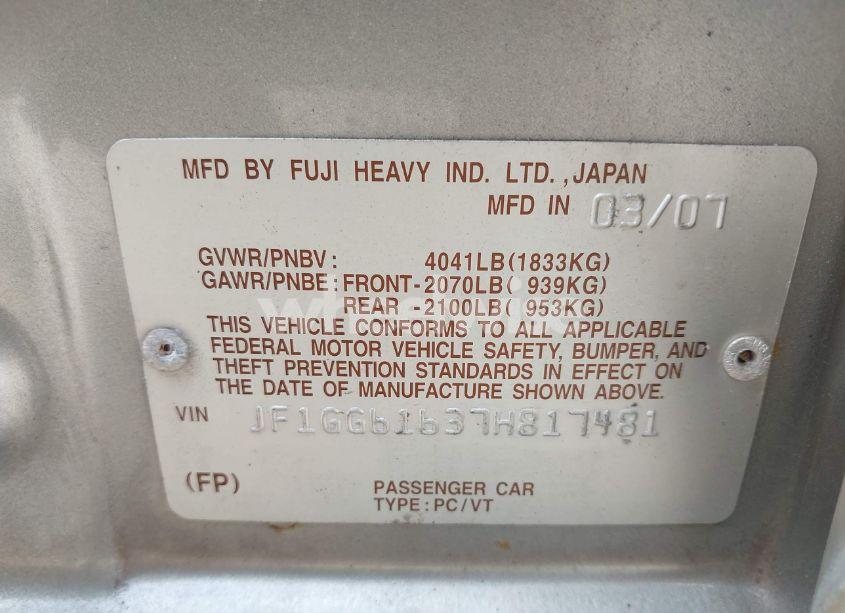 MFD BY FUJI HEAVY IND. LTD., JAPAN
MFD IN 03/07
GVWR/PNBV: 4041LB(1833KG)
GAWR/PNBE: FRONT-2070LB( 939KG)
REAR -2100LB( 953KG)
THIS VEHICLE CONFORMS TO ALL APPLICABLE
FEDERAL MOTOR VEHICLE SAFETY, BUMPER, AND
THEFT PREVENTION STANDARDS IN EFFECT ON
THE DATE OF MANUFACTURE SHOWN ABOVE.
VIN JF1GG61637H817481
(FP) PASSENGER CAR
TYPE:PC/VT